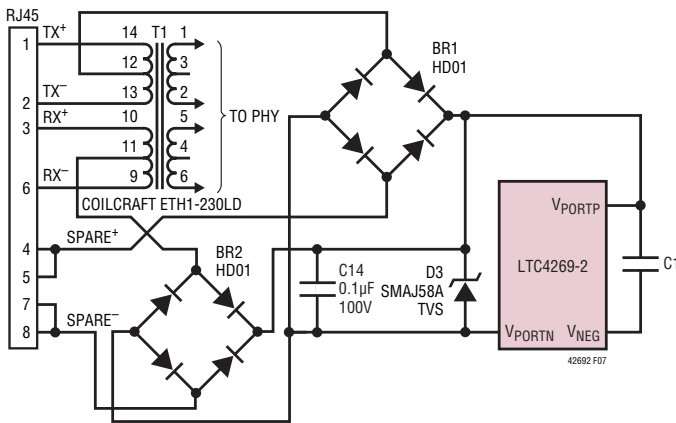 RJ45
1
TX+
14
T1
1
12
3
2
TX−
13
2
3
RX+
10
5
TO PHY
11
4
6
RX−
9
6
COILCRAFT ETH1-230LD
BR1
HD01
4
SPARE+
5
7
8
SPARE−
BR2
HD01
C14
0.1µF
100V
D3
SMAJ58A
TVS
VPORTP
LTC4269-2
VPORTN
VNEG
C1
42692 F07